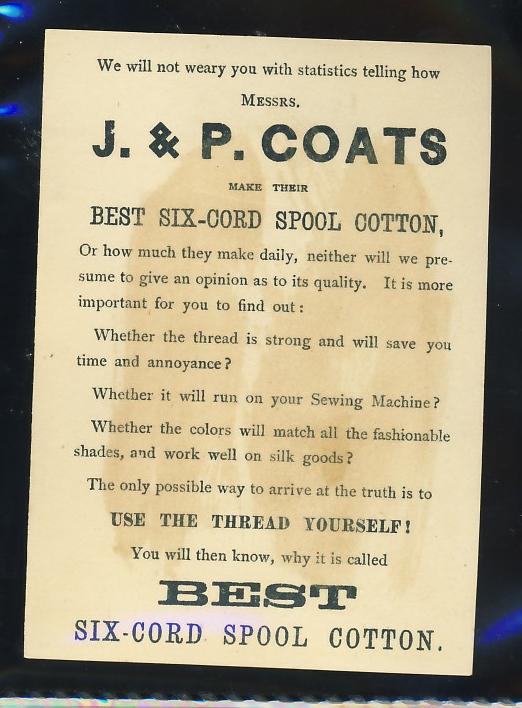 We will not weary you with statistics telling how
MESSRS.
J. & P. COATS
MAKE THEIR
BEST SIX-CORD SPOOL COTTON,
Or how much they make daily, neither will we pre-
sume to give an opinion as to its quality. It is more
important for you to find out:
Whether the thread is strong and will save you
time and annoyance?
Whether it will run on your Sewing Machine?
Whether the colors will match all the fashionable
shades, and work well on silk goods?
The only possible way to arrive at the truth is to
USE THE THREAD YOURSELF!
You will then know, why it is called
BEST
SIX-CORD SPOOL COTTON.